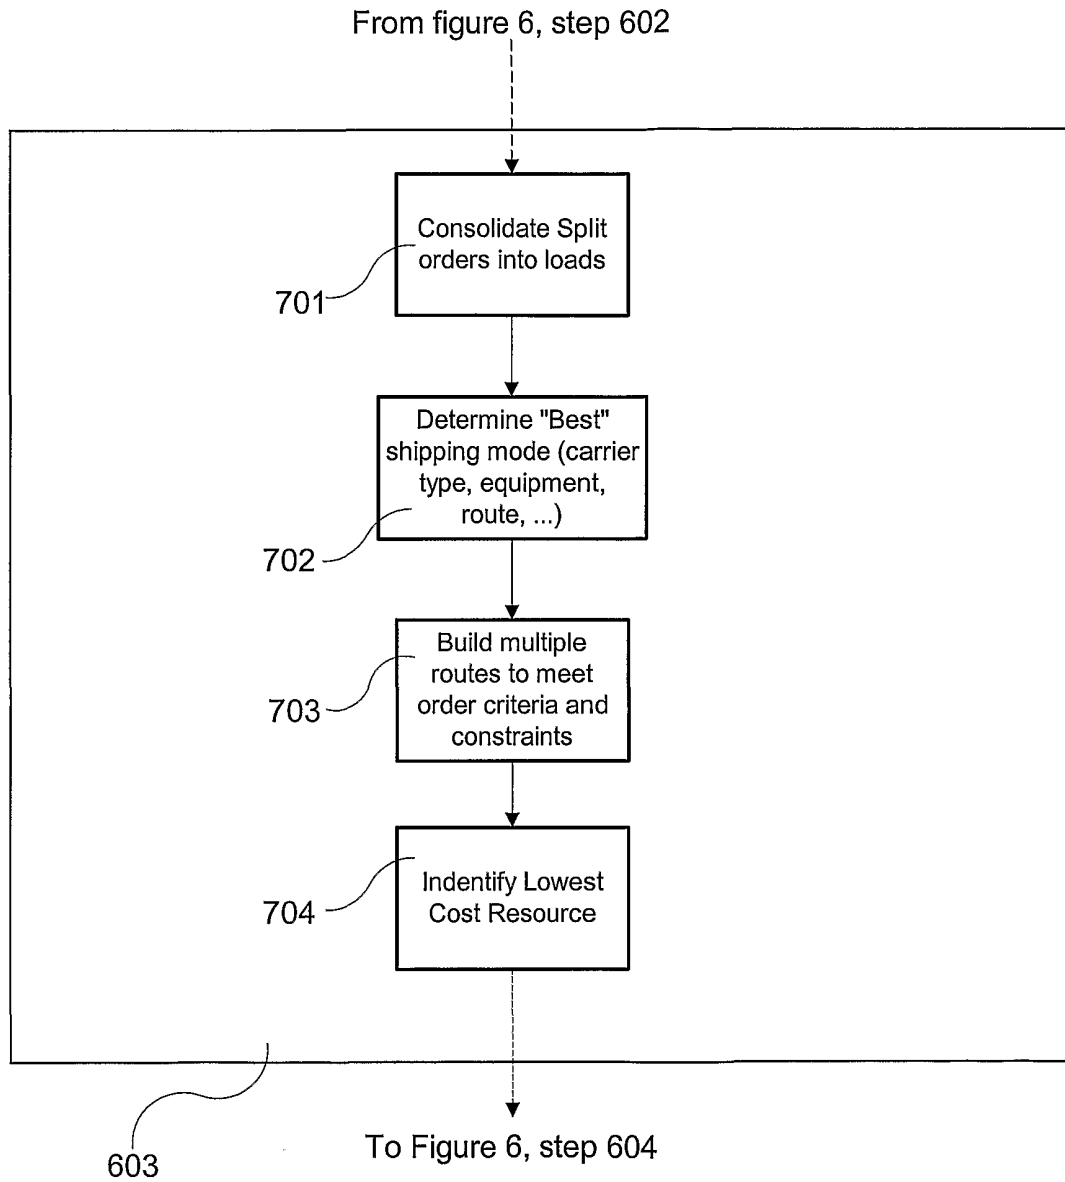 From figure 6, step 602
Consolidate Split
orders into loads
701
Determine "Best"
shipping mode (carrier
type, equipment,
route, ...)
702
Build multiple
routes to meet
order criteria and
constraints
703
Indentify Lowest
Cost Resource
704
To Figure 6, step 604
603